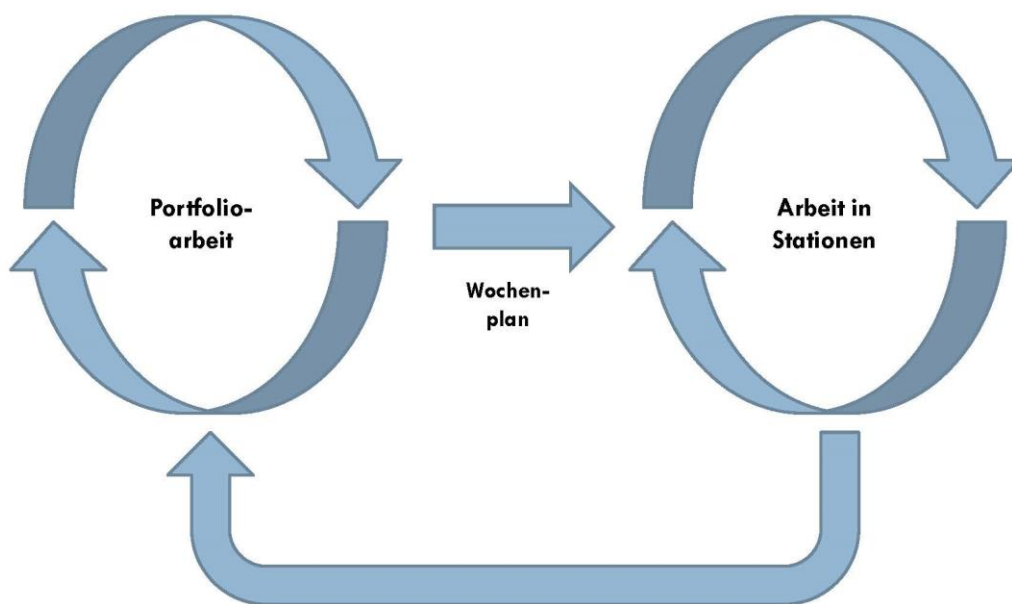 Portfolio-
arbeit
Wochen-
plan
Arbeit in
Stationen